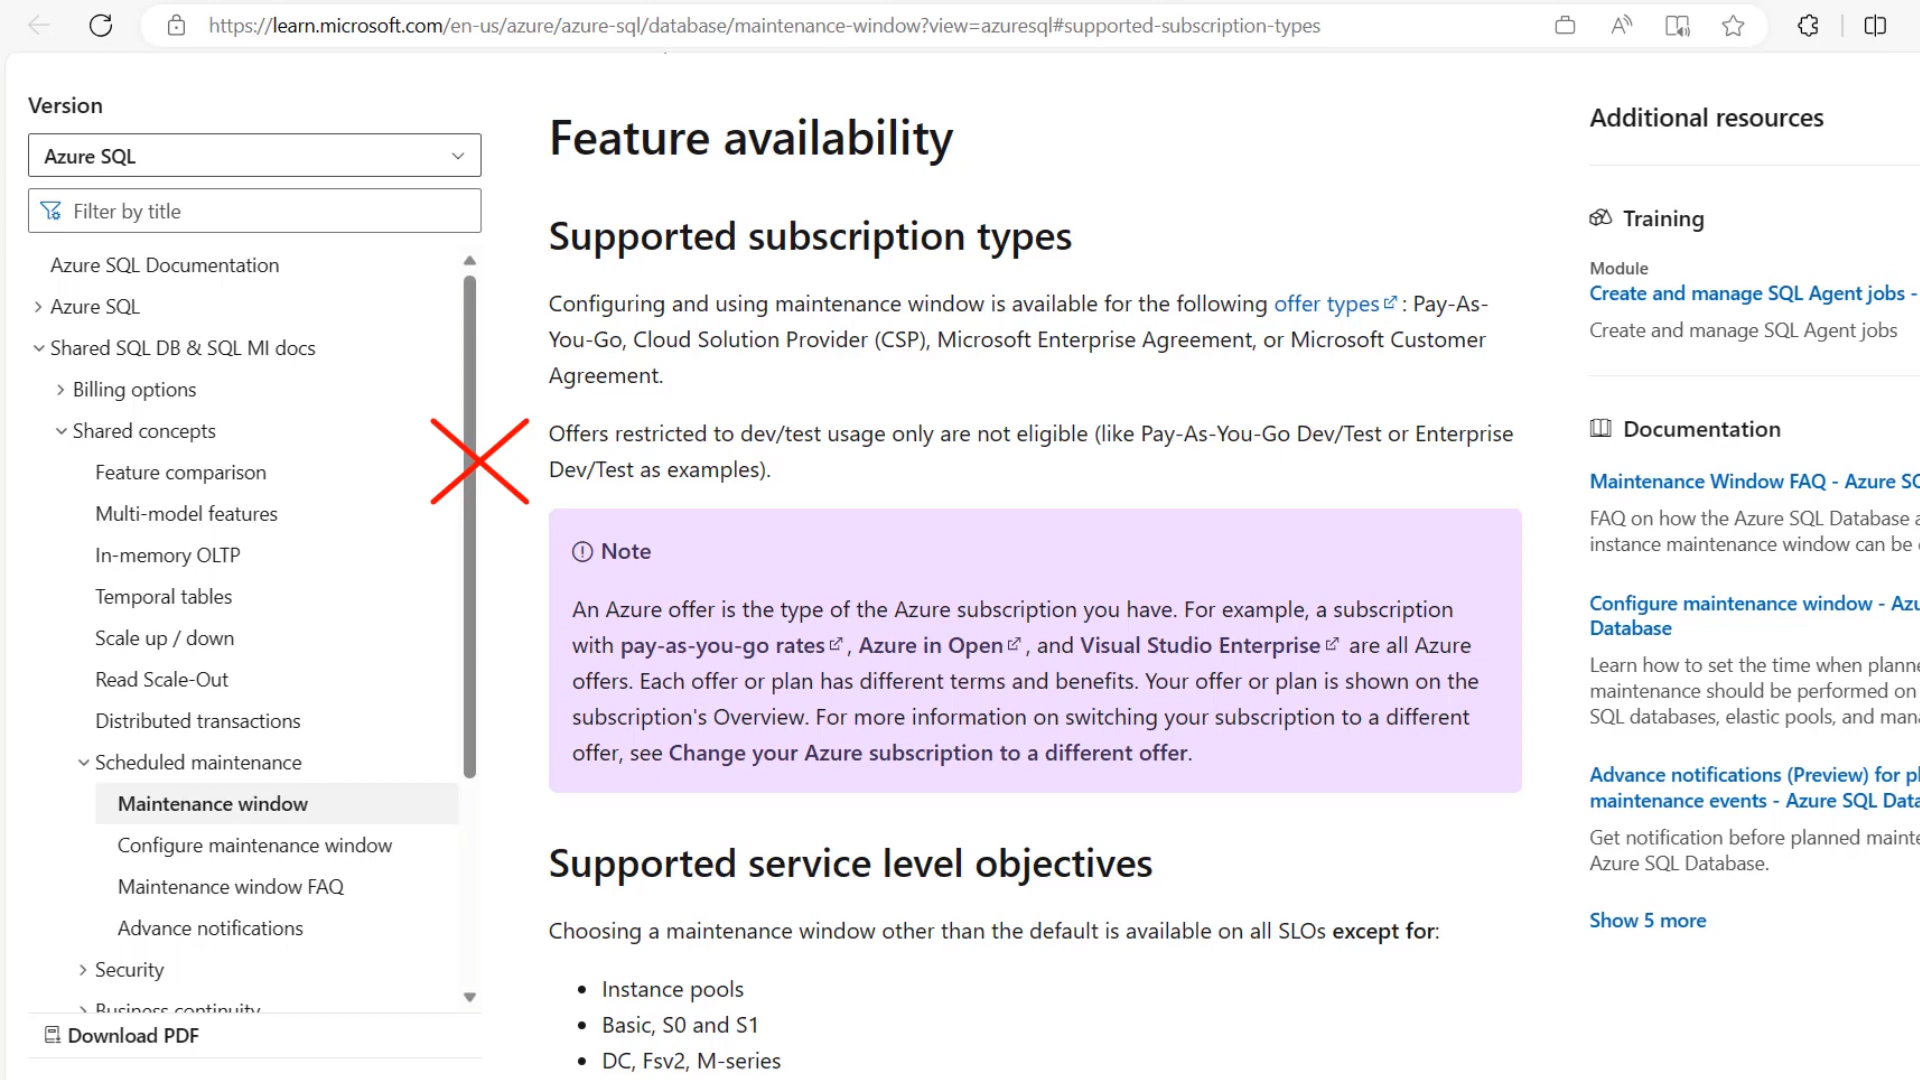 https://learn.microsoft.com/en-us/azure/azure-sql/database/maintenance-window?view=azuresql#supported-subscription-types
Version
Azure SQL
Filter by title
Azure SQL Documentation
Azure SQL
Shared SQL DB & SQL MI docs
Billing options
Shared concepts
Feature comparison
Multi-model features
In-memory OLTP
Temporal tables
Scale up / down
Read Scale-Out
Distributed transactions
Scheduled maintenance
Maintenance window
Configure maintenance window
Maintenance window FAQ
Advance notifications
Security
Business continuity
Download PDF
Feature availability
Supported subscription types
Configuring and using maintenance window is available for the following offer types : Pay-As-
You-Go, Cloud Solution Provider (CSP), Microsoft Enterprise Agreement, or Microsoft Customer
Agreement.
Offers restricted to dev/test usage only are not eligible (like Pay-As-You-Go Dev/Test or Enterprise
Dev/Test as examples).
Note
An Azure offer is the type of the Azure subscription you have. For example, a subscription
with pay-as-you-go rates , Azure in Open , and Visual Studio Enterprise are all Azure
offers. Each offer or plan has different terms and benefits. Your offer or plan is shown on the
subscription's Overview. For more information on switching your subscription to a different
offer, see Change your Azure subscription to a different offer.
Supported service level objectives
Choosing a maintenance window other than the default is available on all SLOs except for:
• Instance pools
• Basic, S0 and S1
• DC, Fsv2, M-series
Additional resources
Training
Module
Create and manage SQL Agent jobs -
Create and manage SQL Agent jobs
Documentation
Maintenance Window FAQ - Azure
FAQ on how the Azure SQL Database
instance maintenance window can be
Configure maintenance window -
Database
Learn how to set the time when
maintenance should be performed on
SQL databases, elastic pools, and
Advance notifications (Preview) for
maintenance events - Azure SQL
Get notification before planned
Azure SQL Database.
Show 5 more